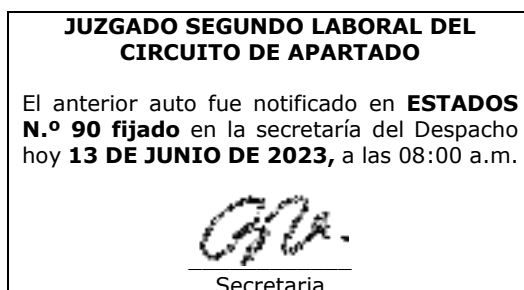 JUZGADO SEGUNDO LABORAL DEL
CIRCUITO DE APARTADO
El anterior auto fue notificado en ESTADOS
N.º 90 fijado en la secretaría del Despacho
hoy 13 DE JUNIO DE 2023, a las 08:00 a.m.
Secretaria